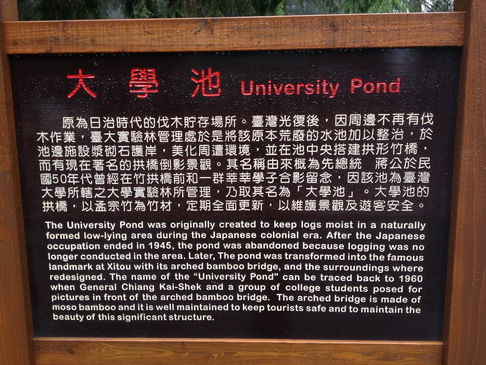 大學池 University Pond
原為日治時代的伐木貯存場所。臺灣光復後，因周邊不再有伐
木作業，臺大實驗林管理處於是將該原本荒廢的水池加以整治，於
池邊施設漿砌石護岸，美化周遭環境，並在池中央搭建拱形竹橋，
而有現在著名的拱橋倒影景觀。其名稱由來概為先總統 蔣公於民
國50年代曾經在竹拱橋前和一群莘莘學子合影留念，因該池為臺灣
大學所轄之大學實驗林所管理，乃取其名為「大學池」。大學池的
拱橋，以孟宗竹為竹材，定期全面更新，以維護景觀及遊客安全。
The University Pond was originally created to keep logs moist in a naturally
formed low-lying area during the Japanese colonial era. After the Japanese
occupation ended in 1945, the pond was abandoned because logging was no
longer conducted in the area. Later, The pond was transformed into the famous
landmark at Xitou with its arched bamboo bridge, and the surroundings where
redesigned. The name of the "University Pond" can be traced back to 1960
when General Chiang Kai-Shek and a group of college students posed for
pictures in front of the arched bamboo bridge. The arched bridge is made of
moso bamboo and it is well maintained to keep tourists safe and to maintain the
beauty of this significant structure.